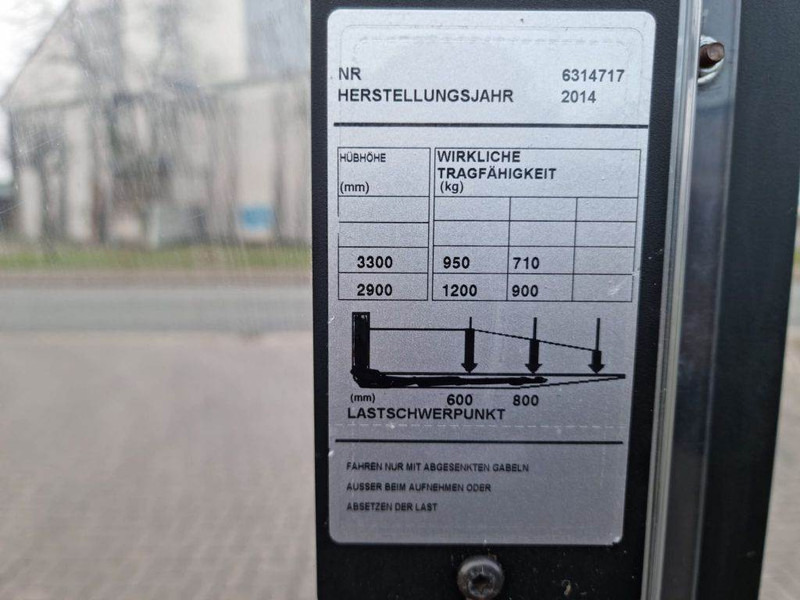 NR 6314717
HERSTELLUNGSJAHR 2014
HÜBHÖHE
(mm)
WIRKLICHE
TRAGFÄHIGKEIT
(kg)
3300 950 710
2900 1200 900
(mm) 600 800
LASTSCHWERPUNKT
FAHREN NUR MIT ABGESENKTEN GABELN
AUSSER BEIM AUFNEHMEN ODER
ABSETZEN DER LAST